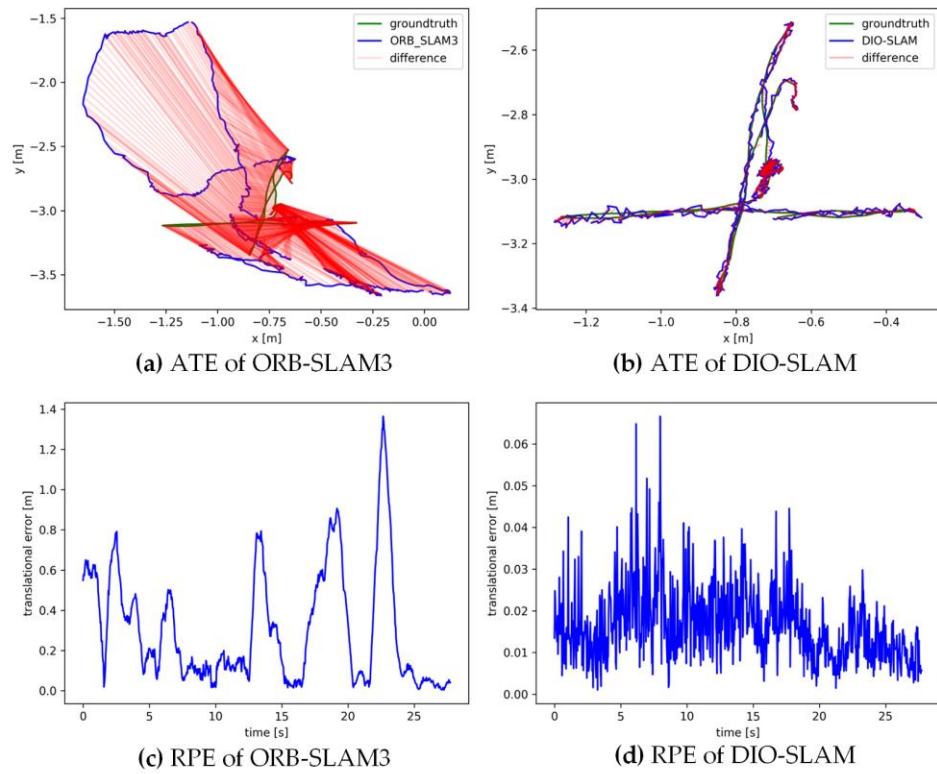 −1.5
−2.0
−2.5
−3.0
−3.5
y [m]
groundtruth
ORB_SLAM3
difference
−1.50 −1.25 −1.00 −0.75 −0.50 −0.25 0.00
x [m]
(a) ATE of ORB-SLAM3
−2.6
−2.8
−3.0
−3.2
−3.4
y [m]
groundtruth
DIO-SLAM
difference
−1.2 −1.0 −0.8 −0.6 −0.4
x [m]
(b) ATE of DIO-SLAM
1.4
1.2
1.0
0.8
0.6
0.4
0.2
0.0
translational error [m]
0 5 10 15 20 25
time [s]
(c) RPE of ORB-SLAM3
0.06
0.05
0.04
0.03
0.02
0.01
0.00
translational error [m]
0 5 10 15 20 25
time [s]
(d) RPE of DIO-SLAM